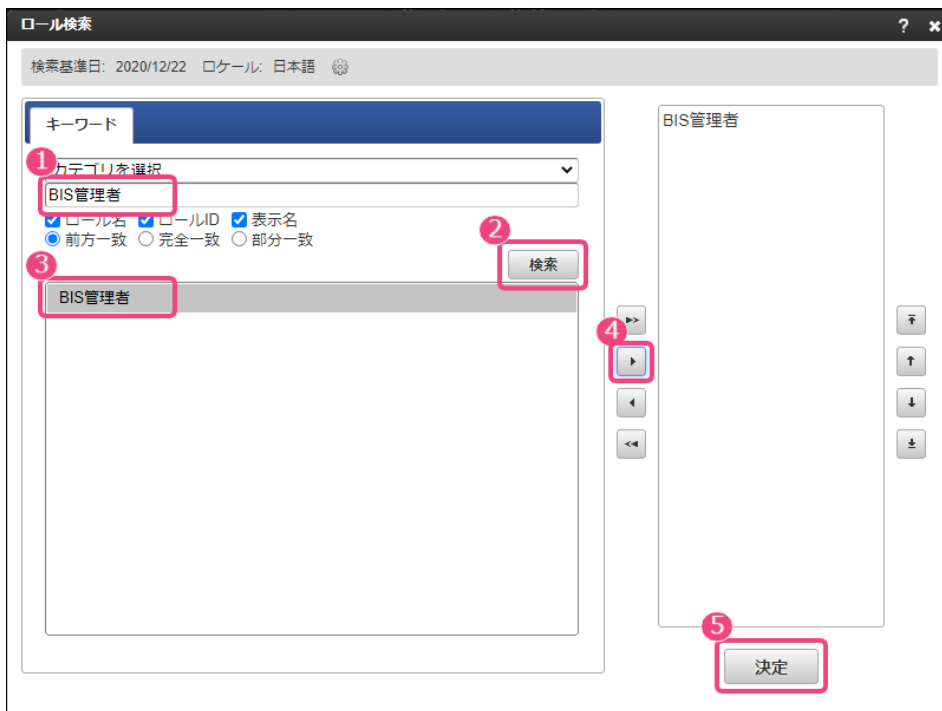 ロール検索
? ×
検索基準日: 2020/12/22 ロケール: 日本語
キーワード
BIS管理者
1
カテゴリを選択
BIS管理者
ロール名 ロールID 表示名
前方一致 完全一致 部分一致
2
検索
3
BIS管理者
4
5
決定